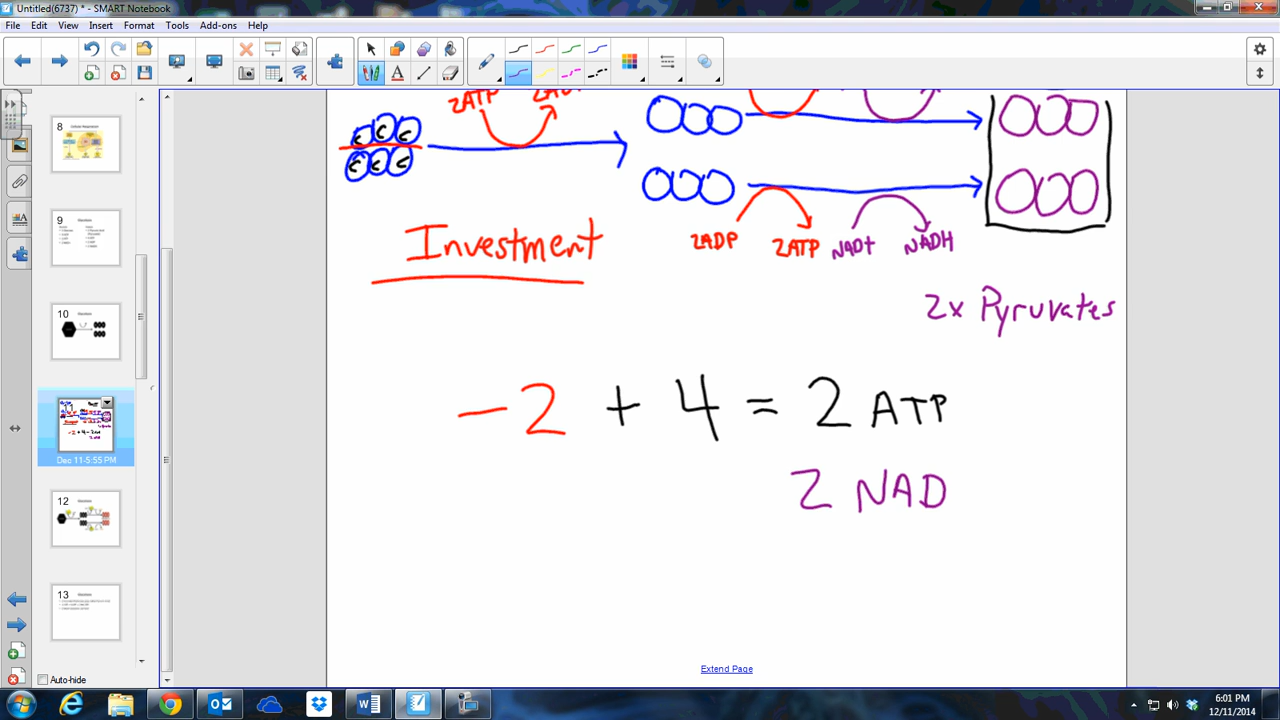 Untitled(6737) * - SMART Notebook
File Edit View Insert Format Tools Add-ons Help
8
9
10
Dec 11-5:55 PM
12
13
Auto-hide
2ATP
C C C
C C C
Investment
2ADP 2ATP NAD+ NADH
2x Pyruvates
-2 + 4 = 2 ATP
2 NAD
Extend Page
6:01 PM
12/11/2014